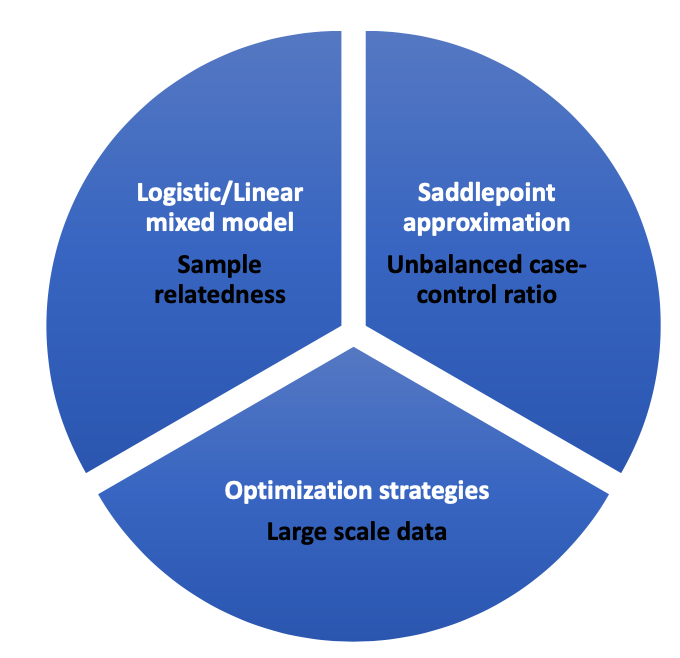 Logistic/Linear
mixed model
Sample
relatedness
Saddlepoint
approximation
Unbalanced case-
control ratio
Optimization strategies
Large scale data